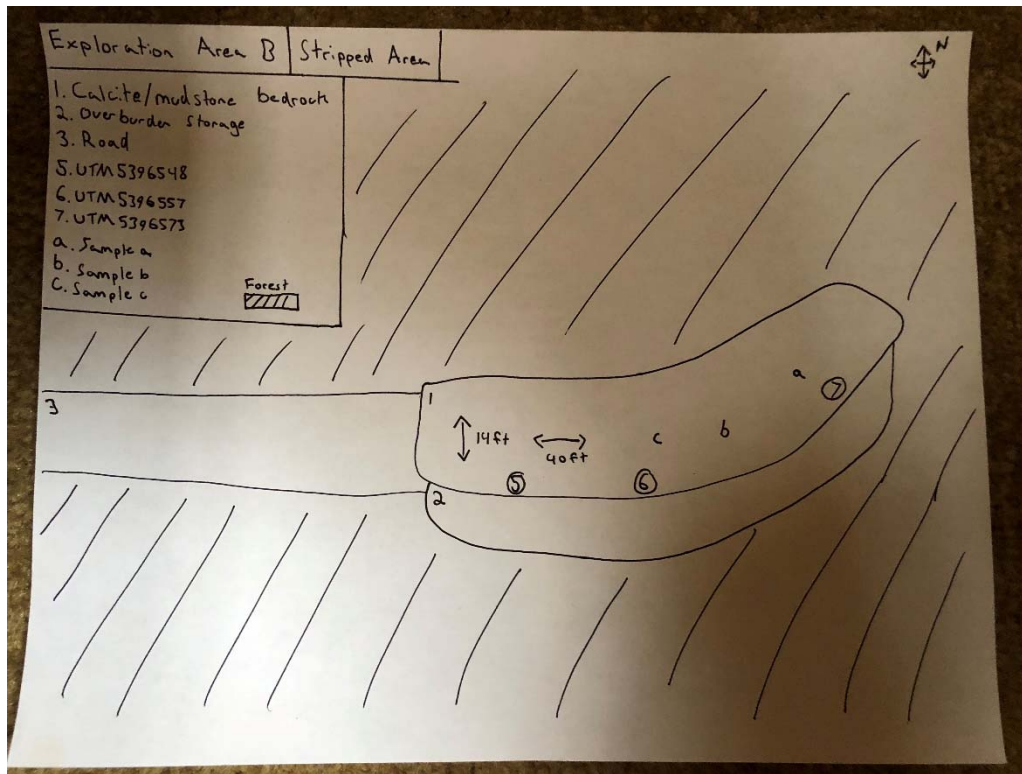 Exploration Area B
Stripped Area
N
1. Calcite/mudstone bedrock
2. Overburden Storage
3. Road
5. UTM 5396548
6. UTM 5396557
7. UTM 5396573
a. Sample a
b. Sample b
c. Sample c
Forest
3
1
14ft
40ft
c
b
a
7
5
6
2